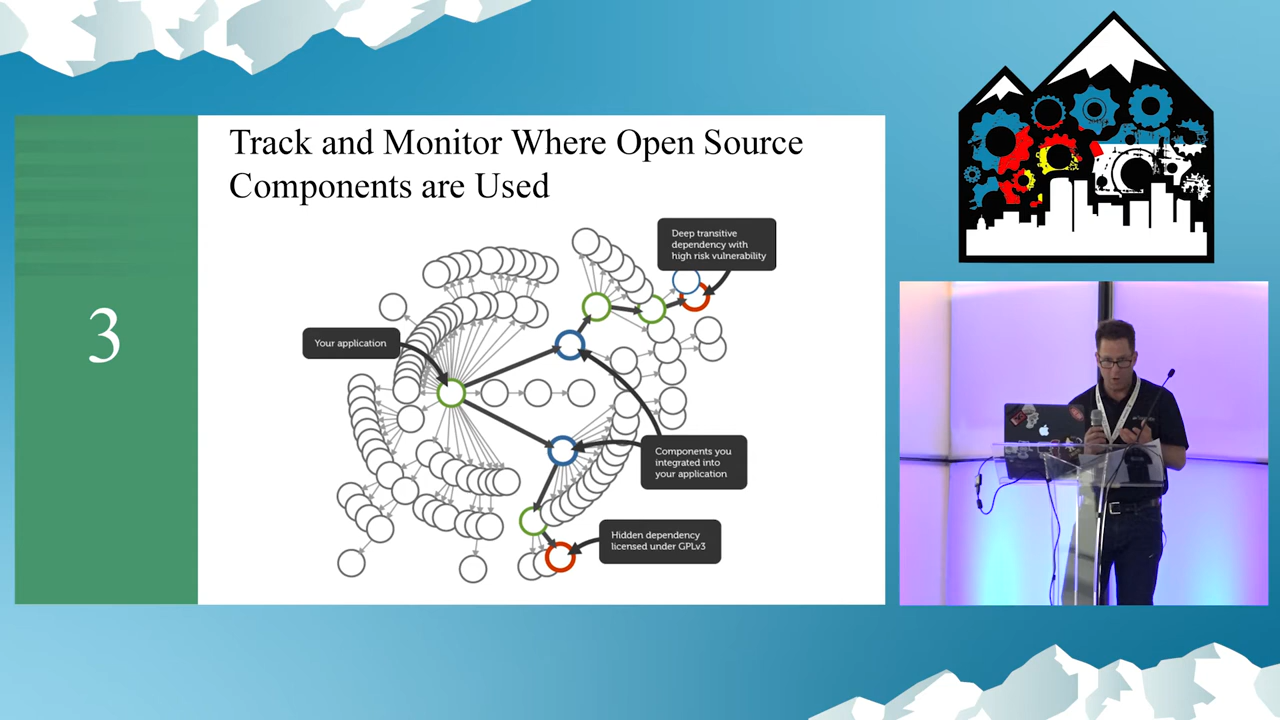 Track and Monitor Where Open Source
Components are Used
3
Deep transitive
dependency with
high risk vulnerability
Your application
Components you
integrated into
your application
Hidden dependency
licensed under GPLv3